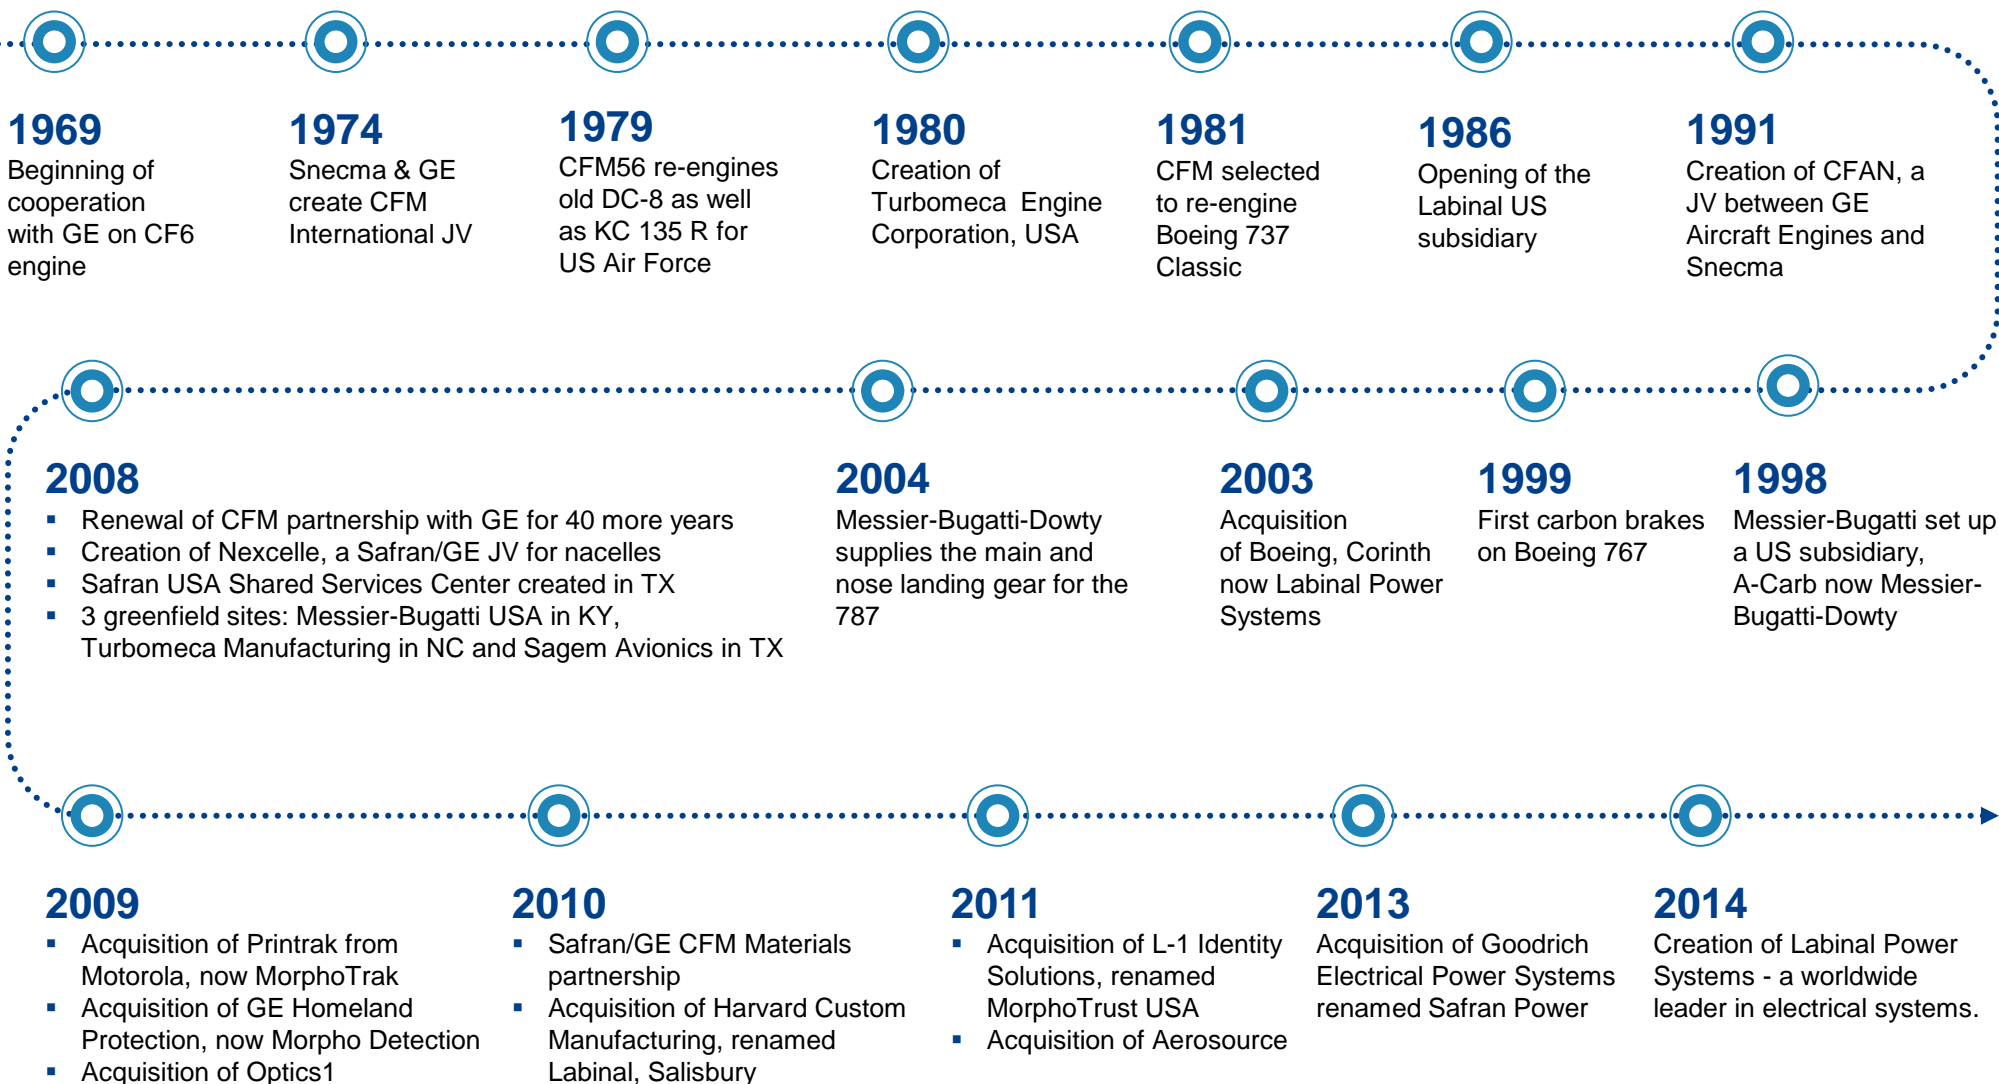 1969
Beginning of
cooperation
with GE on CF6
engine
1974
Snecma & GE
create CFM
International JV
1979
CFM56 re-engines
old DC-8 as well
as KC 135 R for
US Air Force
1980
Creation of
Turbomeca Engine
Corporation, USA
1981
CFM selected
to re-engine
Boeing 737
Classic
1986
Opening of the
Labinal US
subsidiary
1991
Creation of CFAN, a
JV between GE
Aircraft Engines and
Snecma
2008
▪ Renewal of CFM partnership with GE for 40 more years
▪ Creation of Nexcelle, a Safran/GE JV for nacelles
▪ Safran USA Shared Services Center created in TX
▪ 3 greenfield sites: Messier-Bugatti USA in KY,
Turbomeca Manufacturing in NC and Sagem Avionics in TX
2004
Messier-Bugatti-Dowty
supplies the main and
nose landing gear for the
787
2003
Acquisition
of Boeing, Corinth
now Labinal Power
Systems
1999
First carbon brakes
on Boeing 767
1998
Messier-Bugatti set up
a US subsidiary,
A-Carb now Messier-
Bugatti-Dowty
2009
▪ Acquisition of Printrak from
Motorola, now MorphoTrak
▪ Acquisition of GE Homeland
Protection, now Morpho Detection
▪ Acquisition of Optics1
2010
▪ Safran/GE CFM Materials
partnership
▪ Acquisition of Harvard Custom
Manufacturing, renamed
Labinal, Salisbury
2011
▪ Acquisition of L-1 Identity
Solutions, renamed
MorphoTrust USA
▪ Acquisition of Aerosource
2013
Acquisition of Goodrich
Electrical Power Systems
renamed Safran Power
2014
Creation of Labinal Power
Systems - a worldwide
leader in electrical systems.